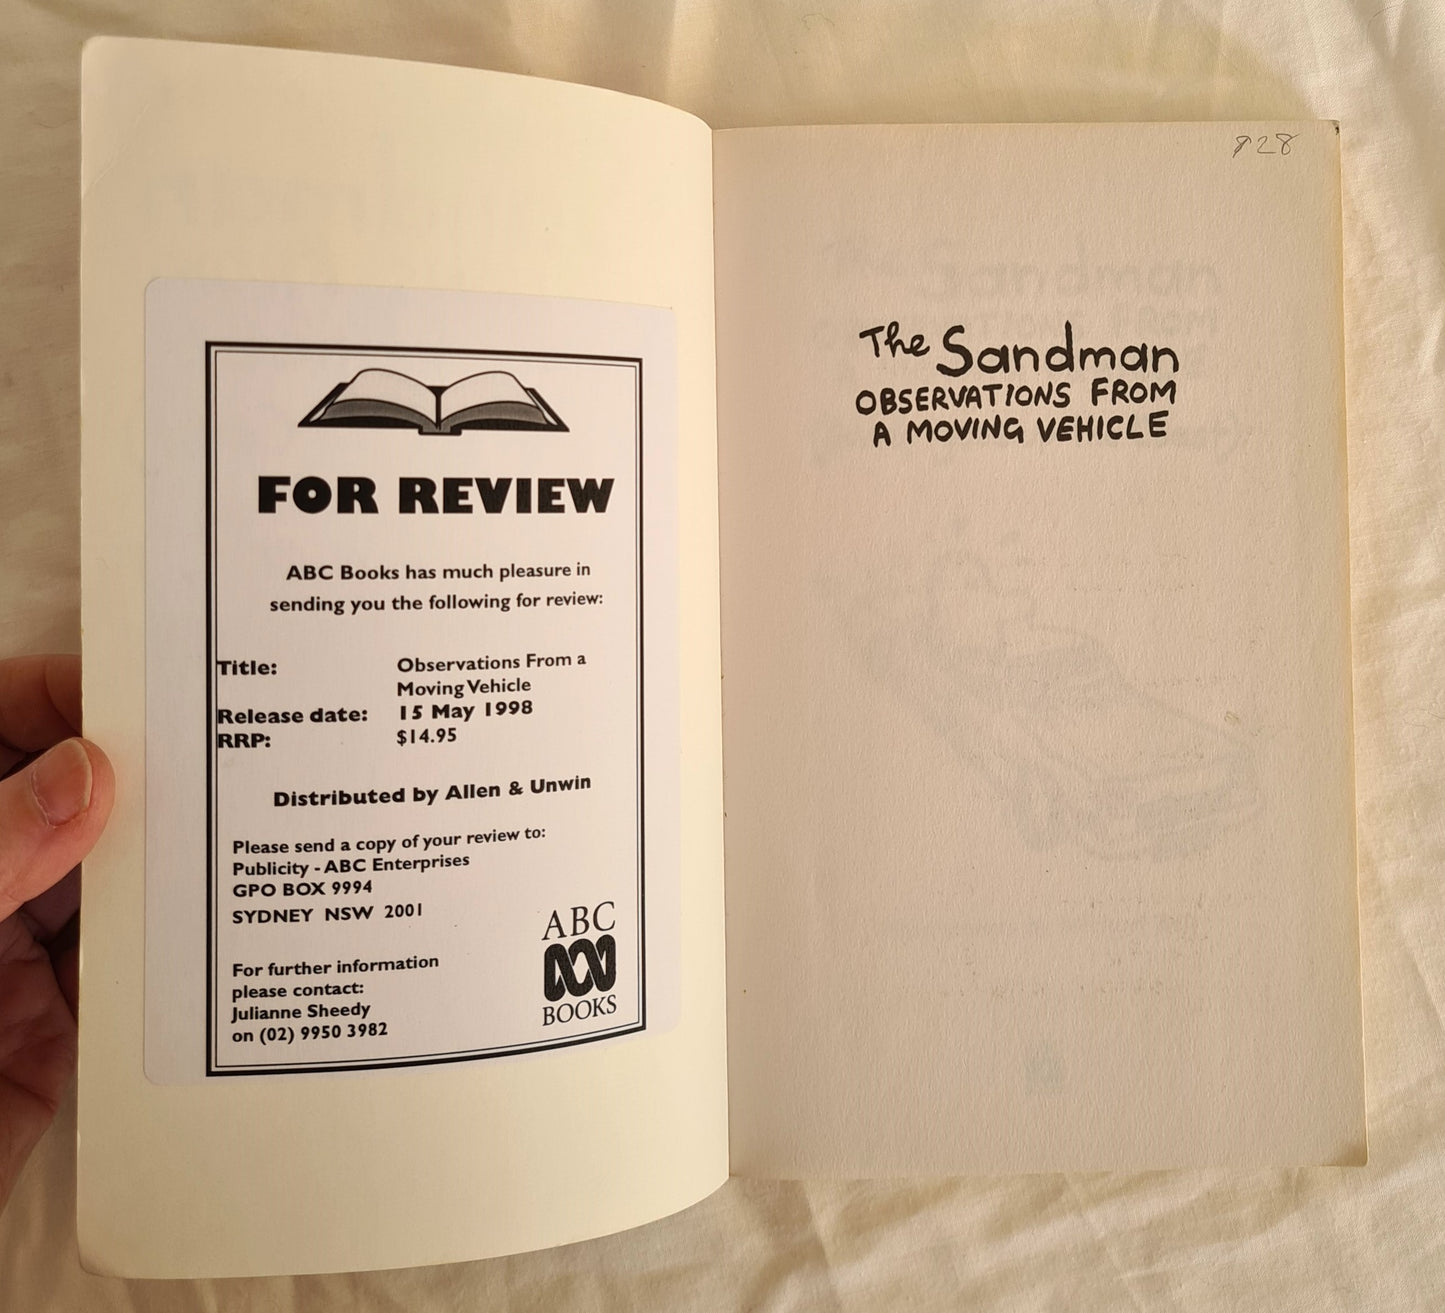 FOR REVIEW
ABC Books has much pleasure in
sending you the following for review:
Title: Observations From a
Moving Vehicle
Release date: 15 May 1998
RRP: $14.95
Distributed by Allen & Unwin
Please send a copy of your review to:
Publicity - ABC Enterprises
GPO BOX 9994
SYDNEY NSW 2001
For further information
please contact:
Julianne Sheedy
on (02) 9950 3982
ABC
BOOKS
The Sandman
OBSERVATIONS FROM
A MOVING VEHICLE